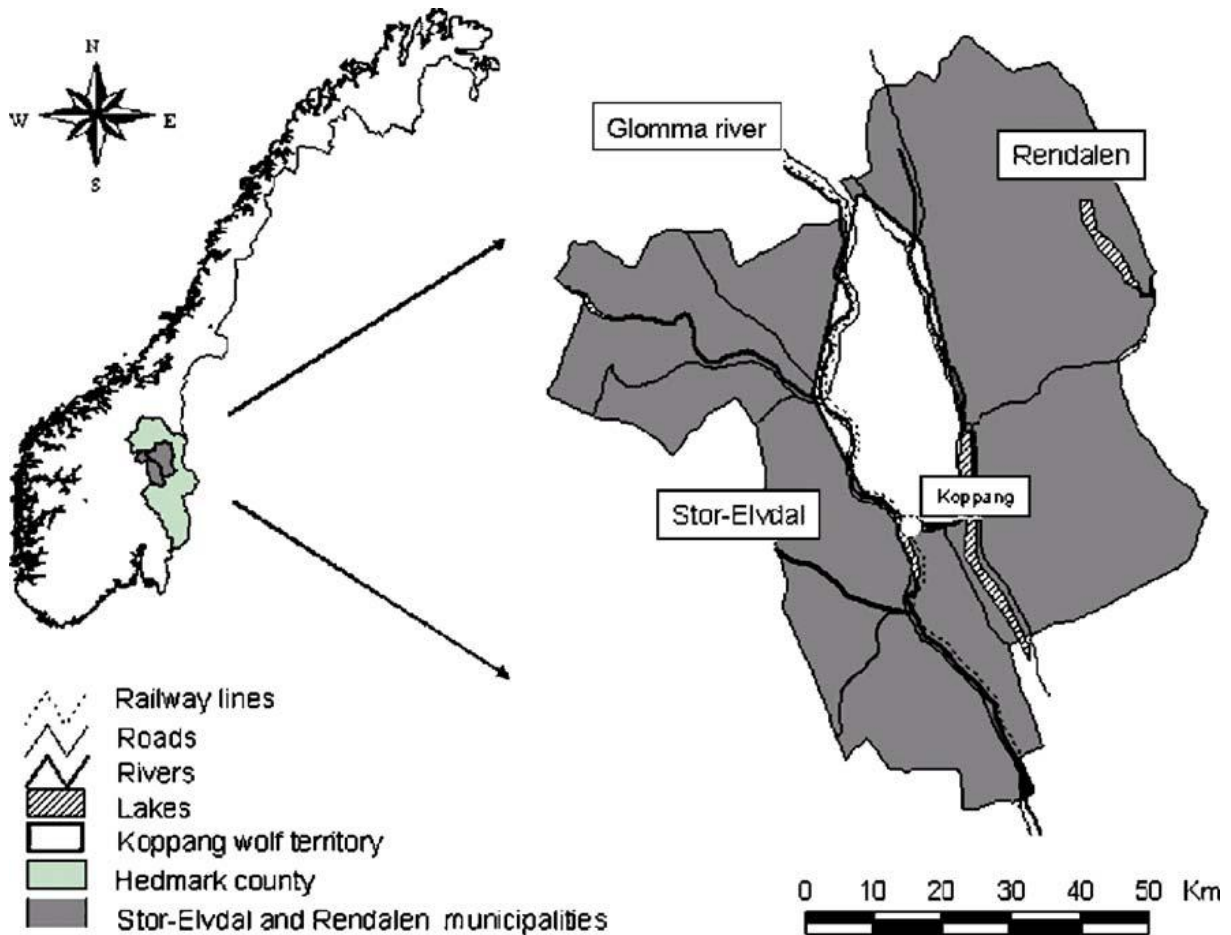 N
W E
S
Glomma river
Rendalen
Koppang
Stor-Elvdal
Railway lines
Roads
Rivers
Lakes
Koppang wolf territory
Hedmark county
Stor-Elvdal and Rendalen municipalities
0 10 20 30 40 50 Km